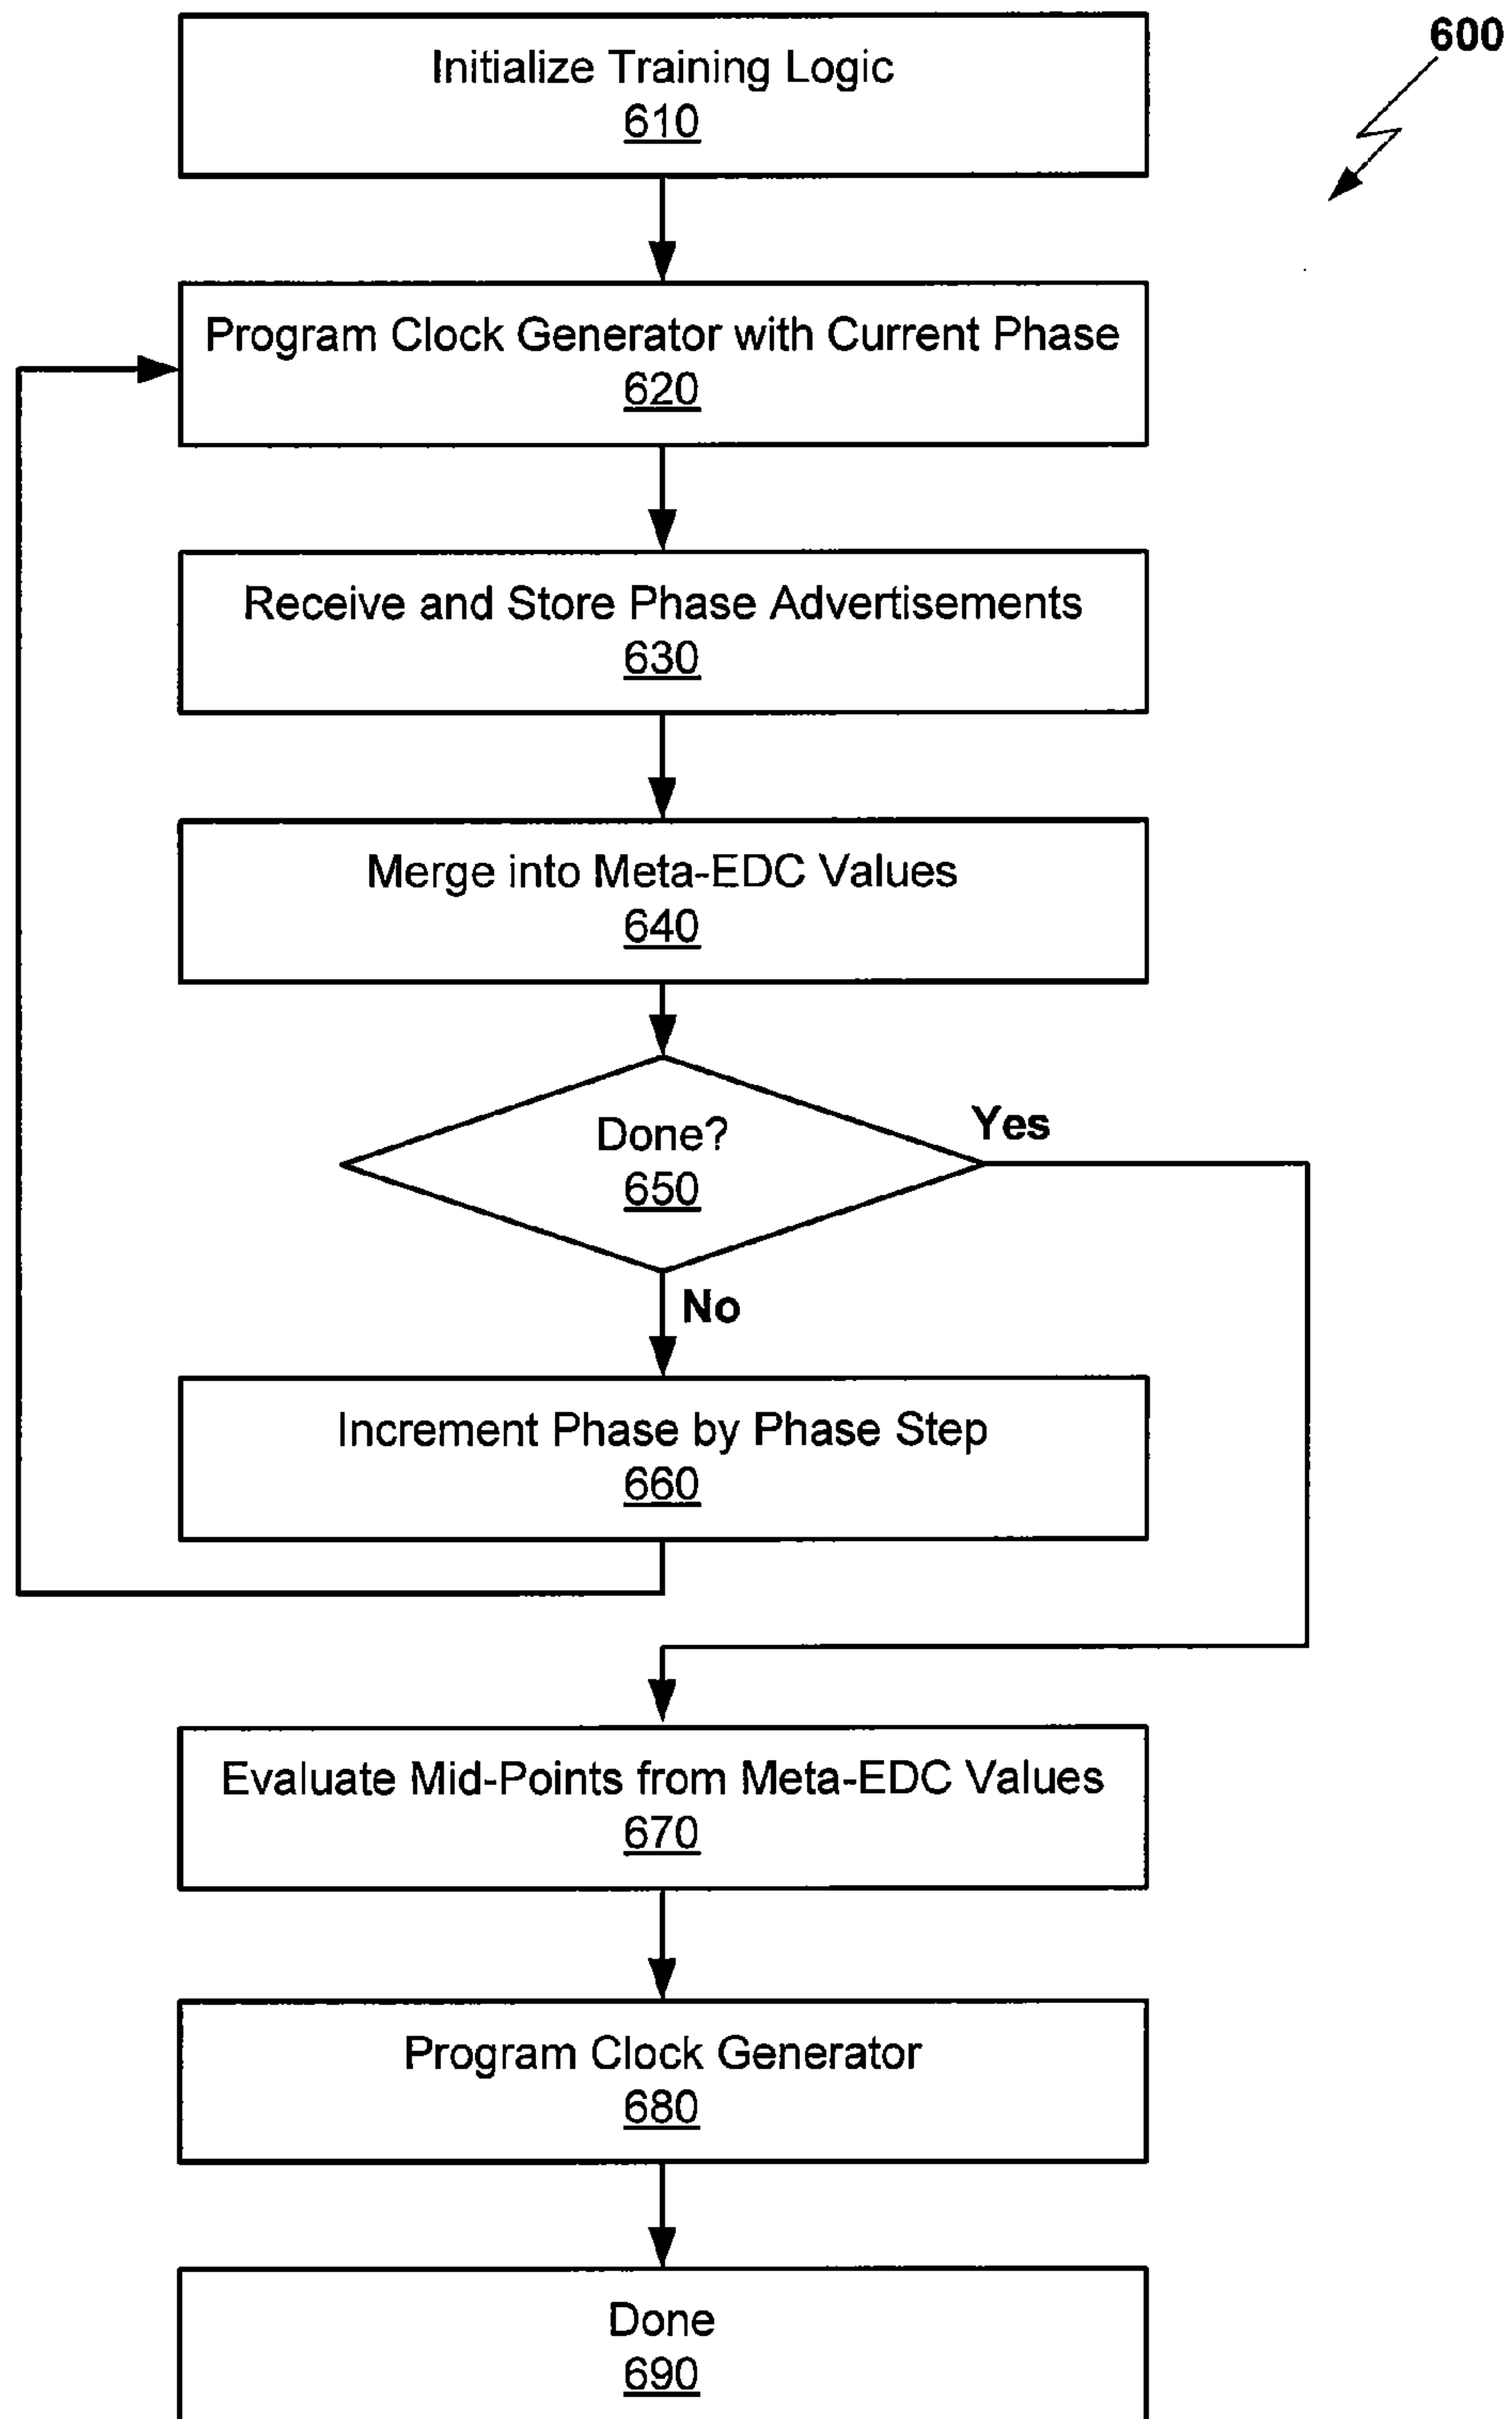 600
Initialize Training Logic
610
Program Clock Generator with Current Phase
620
Receive and Store Phase Advertisements
630
Merge into Meta-EDC Values
640
Done?
650
Yes
No
Increment Phase by Phase Step
660
Evaluate Mid-Points from Meta-EDC Values
670
Program Clock Generator
680
Done
690